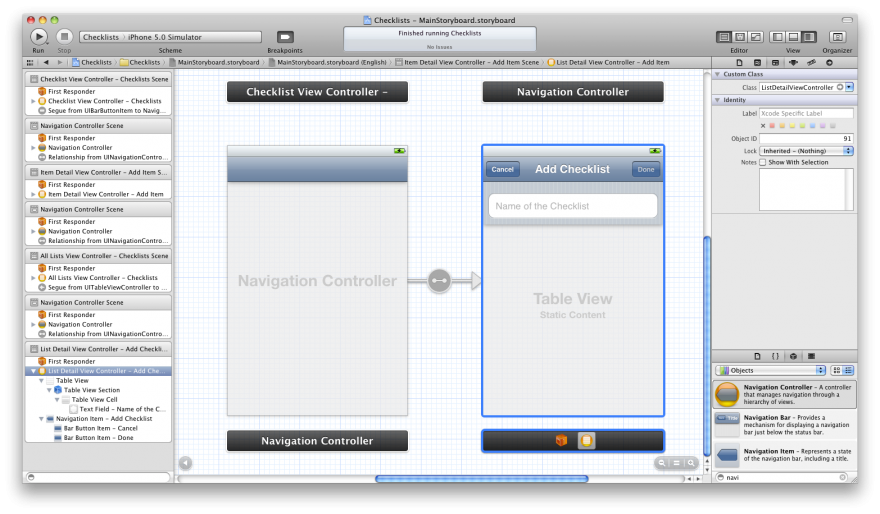 Checklists – MainStoryboard.storyboard
Run
Stop
Checklists
iPhone 5.0 Simulator
Scheme
Breakpoints
Finished running Checklists
No Issues
Editor
View
Organizer
Checklists
Checklists
MainStoryboard.storyboard
MainStoryboard.storyboard (English)
Item Detail View Controller – Add Item Scene
List Detail View Controller – Add Item
Checklist View Controller – Checklists Scene
First Responder
Checklist View Controller – Checklists
Segue from UIBarButtonItem to Navig...
Navigation Controller Scene
First Responder
Navigation Controller
Relationship from UINavigationContro...
Item Detail View Controller – Add Item S...
First Responder
Item Detail View Controller – Add Item
Navigation Controller Scene
First Responder
Navigation Controller
Relationship from UINavigationContro...
All Lists View Controller – Checklists Scene
First Responder
All Lists View Controller – Checklists
Segue from UITableViewController to ...
Navigation Controller Scene
First Responder
Navigation Controller
Relationship from UINavigationContro...
List Detail View Controller – Add Checkli...
First Responder
List Detail View Controller – Add Che...
Table View
Table View Section
Table View Cell
Text Field – Name of the C...
Navigation Item – Add Checklist
Bar Button Item – Cancel
Bar Button Item – Done
Checklist View Controller –
Navigation Controller
Navigation Controller
Navigation Controller
Cancel
Add Checklist
Done
Name of the Checklist
Table View
Static Content
Custom Class
Class
ListDetailViewController
Identity
Label
Xcode Specific Label
Object ID
91
Lock
Inherited – (Nothing)
Notes
Show With Selection
Objects
Navigation Controller – A controller
that manages navigation through a
hierarchy of views.
Title
Navigation Bar – Provides a
mechanism for displaying a navigation
bar just below the status bar.
Navigation Item – Represents a state
of the navigation bar, including a title.
navi